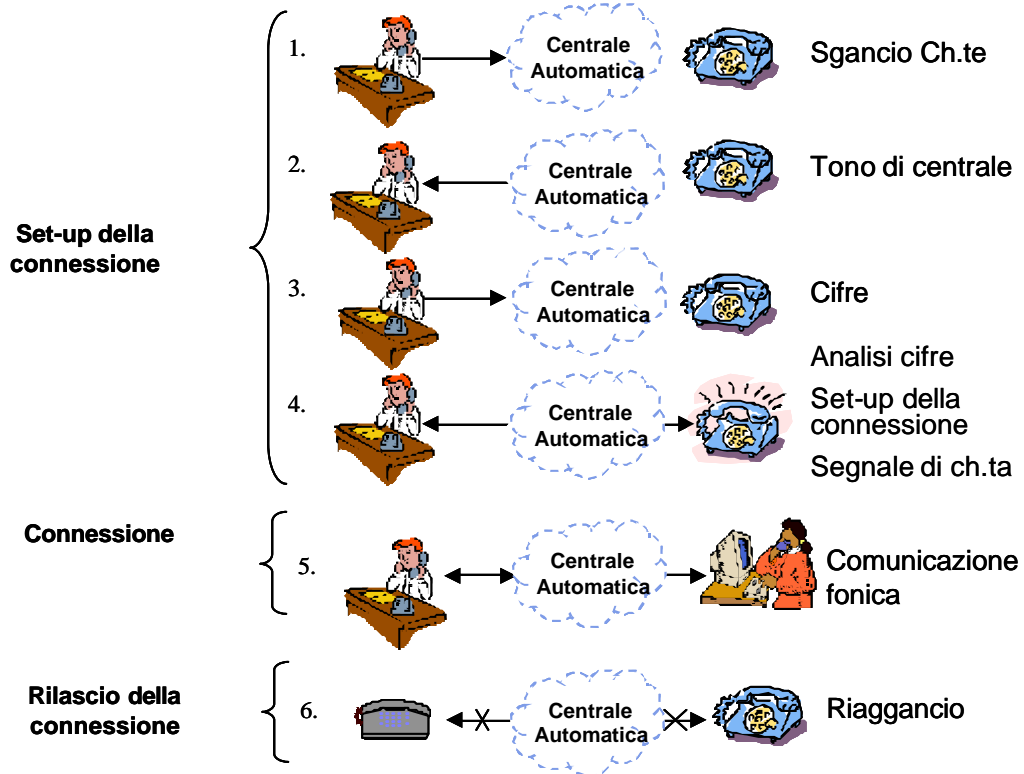 1.
Centrale
Automatica
Sgancio Ch.te
2.
Centrale
Automatica
Tono di centrale
Set-up della
connessione
3.
Centrale
Automatica
Cifre
4.
Centrale
Automatica
Analisi cifre
Set-up della
connessione
Segnale di ch.ta
Connessione
5.
Centrale
Automatica
Comunicazione
fonica
Rilascio della
connessione
6.
Centrale
Automatica
Riaggancio